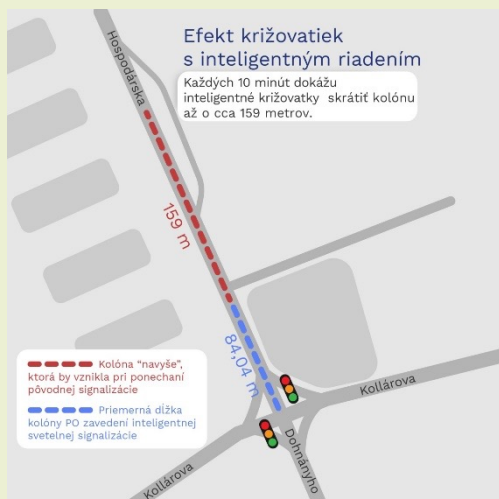 Efekt križovatiek
s inteligentným riadením
Každých 10 minút dokážu
inteligentné križovatky skrátiť kolónu
až o cca 159 metrov.
Hospodárska
159 m
84,04 m
Kollárova
Dohnányho
Kollárova
Kolóna "navyše",
ktorá by vznikla pri ponechaní
pôvodnej signalizácie
Priemerná dĺžka
kolóny PO zavedení inteligentnej
svetelnej signalizácie